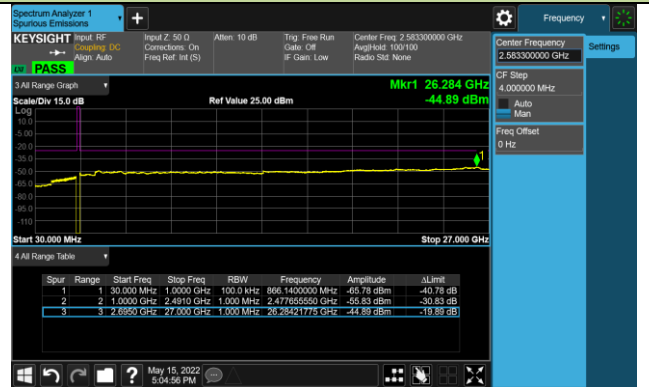 Spectrum Analyzer 1
Spurious Emissions
+
Frequency
KEYSIGHT
Input: RF
Coupling: DC
Align: Auto
Input Z: 50 Ω
Corrections: On
Freq Ref: Int (S)
Atten: 10 dB
Trig: Free Run
Gate: Off
IF Gain: Low
Center Freq: 2.583300000 GHz
Avg|Hold: 100/100
Radio Std: None
PASS
Center Frequency
2.583300000 GHz
Settings
CF Step
4.000000 MHz
Auto
Man
Freq Offset
0 Hz
3 All Range Graph
Mkr1 26.284 GHz
Scale/Div 15.0 dB
Ref Value 25.00 dBm
-44.89 dBm
Log
10.0
-5.00
-20.0
-35.0
-50.0
-65.0
-80.0
-95.0
-110
1
Start 30.000 MHz
Stop 27.000 GHz
4 All Range Table
Spur Range Start Freq Stop Freq RBW Frequency Amplitude ΔLimit
1 1 30.000 MHz 1.0000 GHz 100.0 kHz 866.1400000 MHz -65.78 dBm -40.78 dB
2 2 1.0000 GHz 2.4910 GHz 1.000 MHz 2.477655550 GHz -55.83 dBm -30.83 dB
3 3 2.6950 GHz 27.000 GHz 1.000 MHz 26.28421775 GHz -44.89 dBm -19.89 dB
?
May 15, 2022
5:04:56 PM